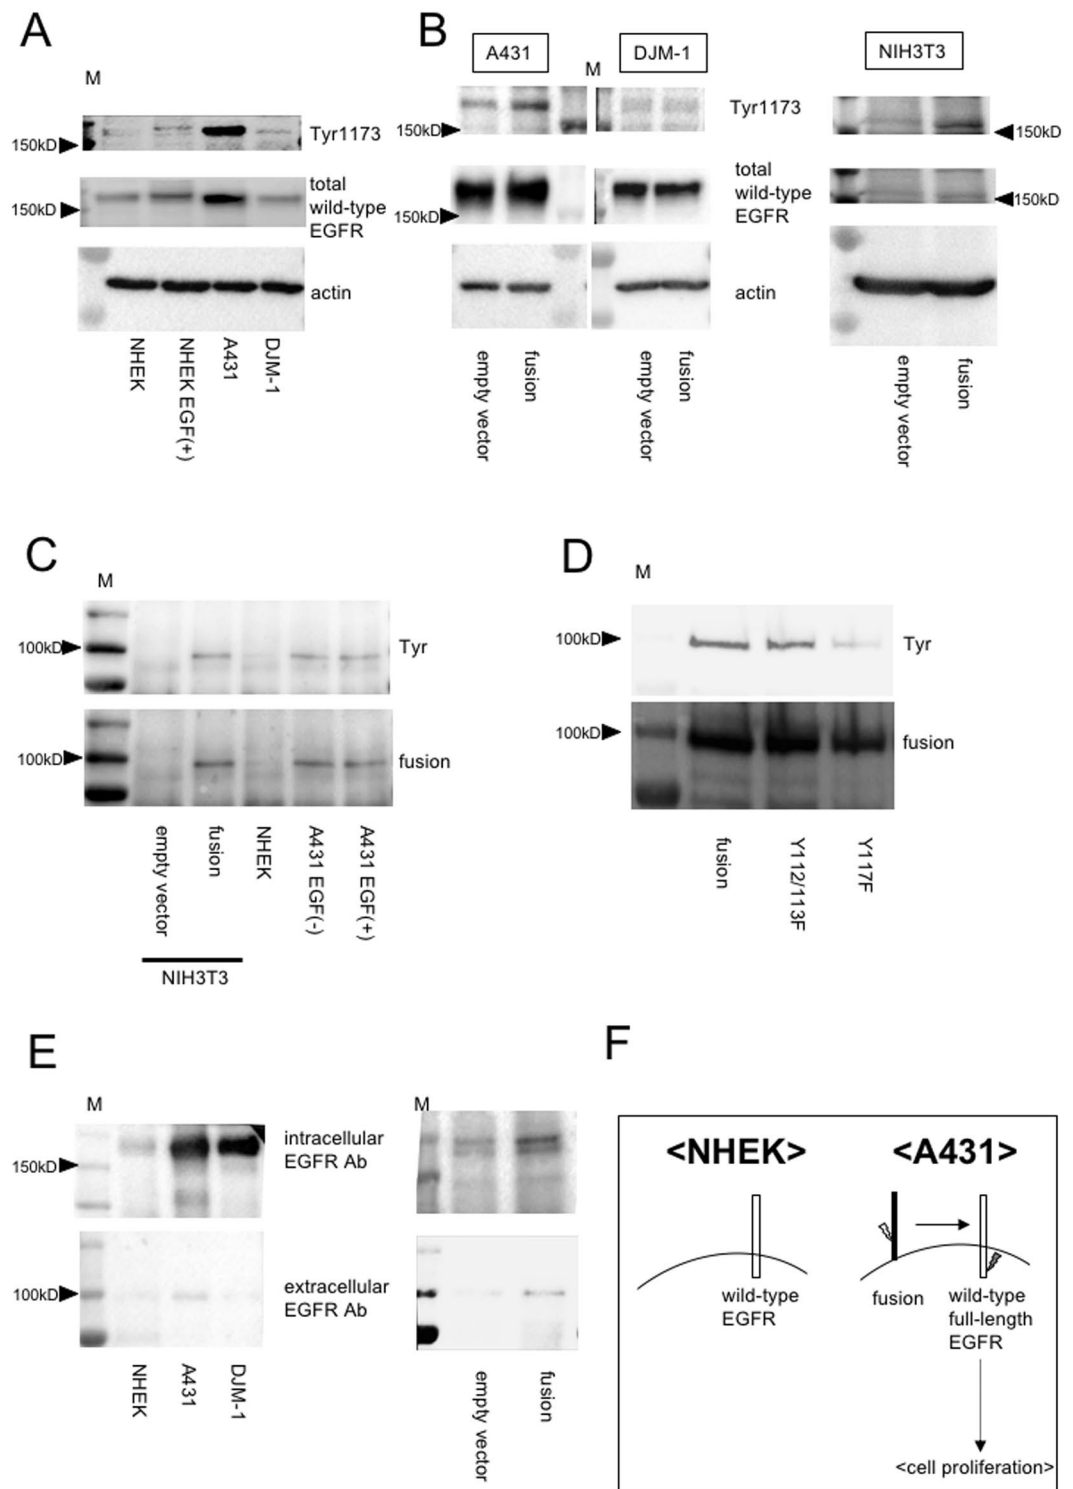 A
M
150kD
Tyr1173
150kD
total
wild-type
EGFR
actin
NHEK
NHEK EGF(+)
A431
DJM-1
B
A431
M
DJM-1
NIH3T3
150kD
Tyr1173
150kD
150kD
total
wild-type
EGFR
150kD
actin
empty vector
fusion
empty vector
fusion
empty vector
fusion
C
M
100kD
Tyr
100kD
fusion
empty vector
fusion
NHEK
A431 EGF(-)
A431 EGF(+)
NIH3T3
D
M
100kD
Tyr
100kD
fusion
fusion
Y112/113F
Y117F
E
M
M
150kD
intracellular
EGFR Ab
100kD
extracellular
EGFR Ab
NHEK
A431
DJM-1
empty vector
fusion
F
<NHEK>
<A431>
wild-type
EGFR
fusion
wild-type
full-length
EGFR
<cell proliferation>